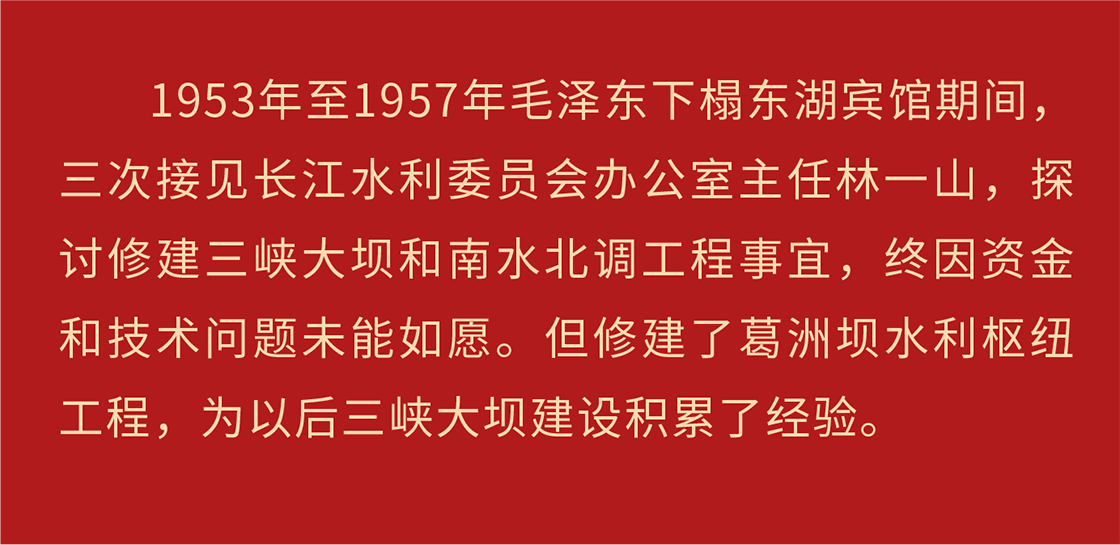 1953年至1957年毛泽东下榻东湖宾馆期间，
三次接见长江水利委员会办公室主任林一山，探
讨修建三峡大坝和南水北调工程事宜，终因资金
和技术问题未能如愿。但修建了葛洲坝水利枢纽
工程，为以后三峡大坝建设积累了经验。